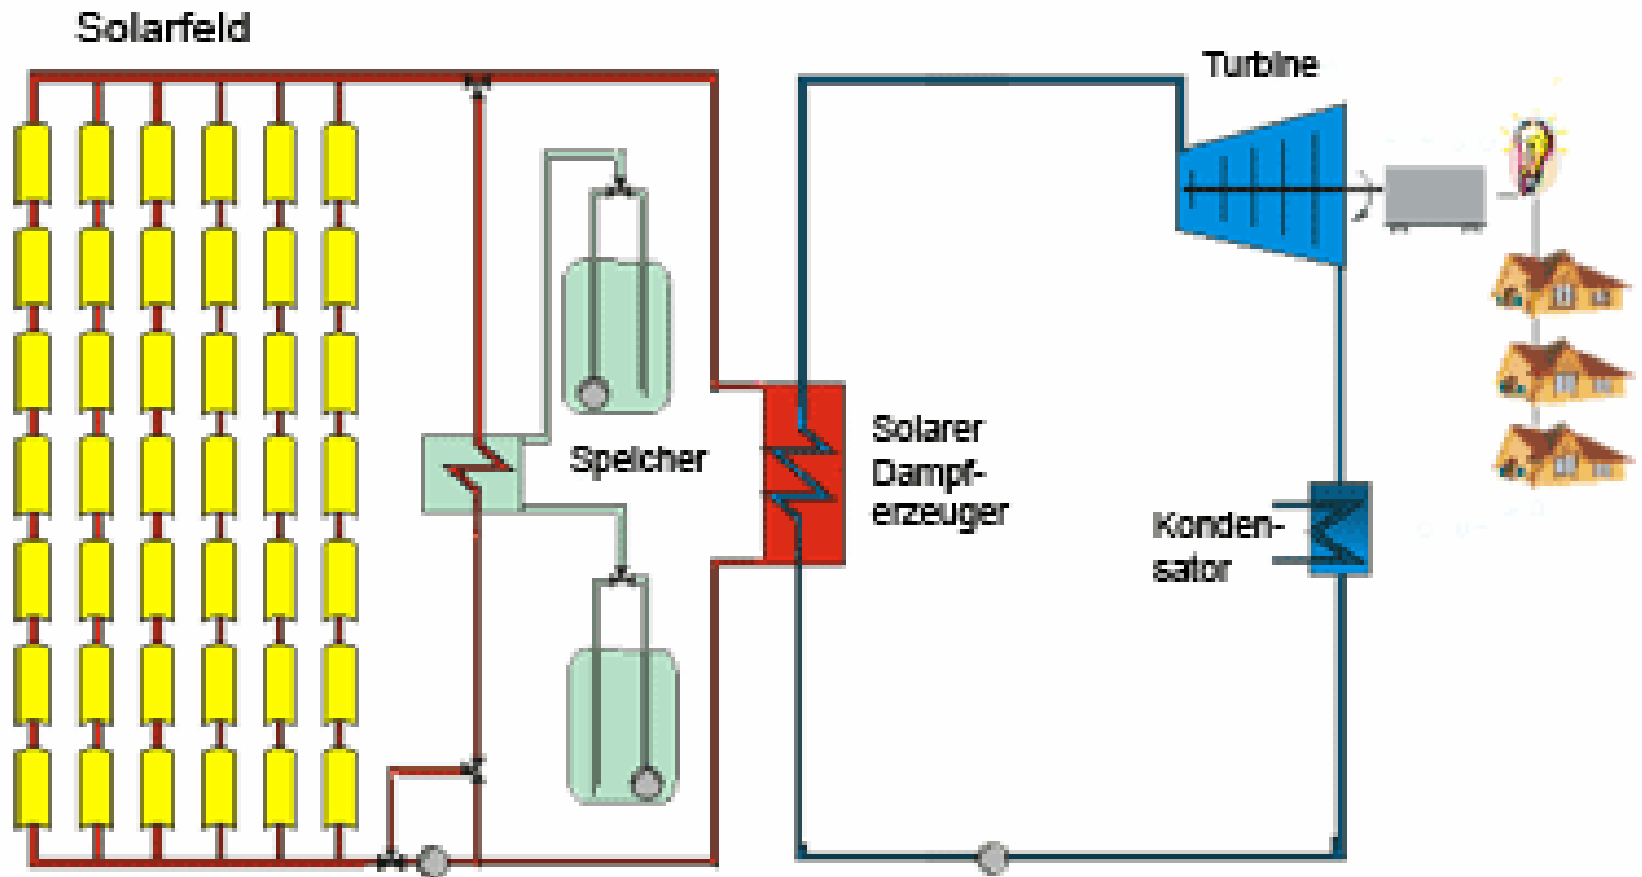 Solarfeld
Turbine
Speicher
Solarer
Dampf-
erzeuger
Konden-
sator